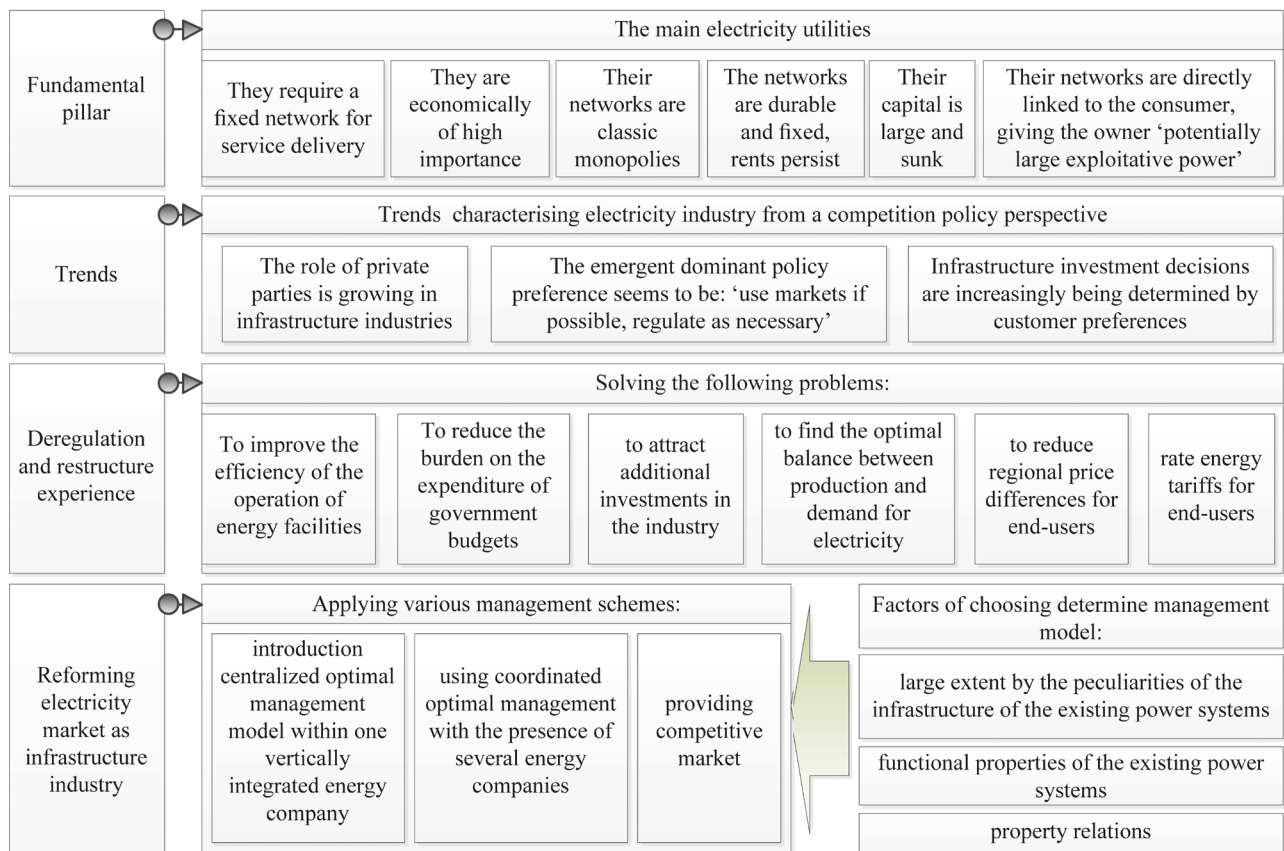 Fundamental
pillar
The main electricity utilities
They require a
fixed network for
service delivery
They are
economically
of high
importance
Their
networks are
classic
monopolies
The networks
are durable
and fixed,
rents persist
Their
capital is
large and
sunk
Their networks are directly
linked to the consumer,
giving the owner ‘potentially
large exploitative power’
Trends
Trends characterising electricity industry from a competition policy perspective
The role of private
parties is growing in
infrastructure industries
The emergent dominant policy
preference seems to be: ‘use markets if
possible, regulate as necessary’
Infrastructure investment decisions
are increasingly being determined by
customer preferences
Deregulation
and restructure
experience
Solving the following problems:
To improve the
efficiency of the
operation of
energy facilities
To reduce the
burden on the
expenditure of
government
budgets
to attract
additional
investments in
the industry
to find the optimal
balance between
production and
demand for
electricity
to reduce
regional price
differences for
end-users
rate energy
tariffs for
end-users
Reforming
electricity
market as
infrastructure
industry
Applying various management schemes:
introduction
centralized optimal
management
model within one
vertically
integrated energy
company
using coordinated
optimal management
with the presence of
several energy
companies
providing
competitive
market
Factors of choosing determine management
model:
large extent by the peculiarities of the
infrastructure of the existing power systems
functional properties of the existing power
systems
property relations